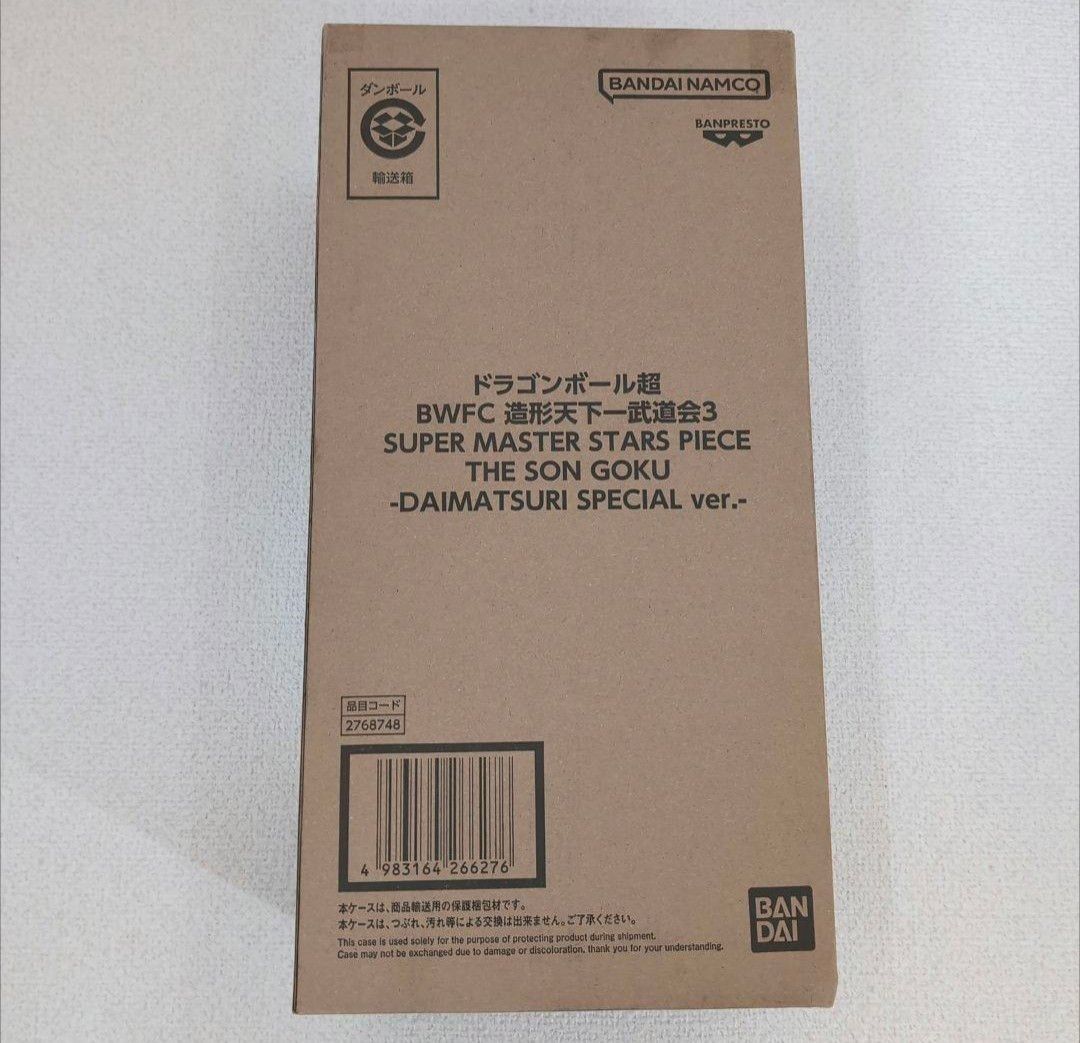 ダンボール
輸送箱
BANDAI NAMCO
BANPRESTO
ドラゴンボール超
BWFC 造形天下一武道会3
SUPER MASTER STARS PIECE
THE SON GOKU
-DAIMATSURI SPECIAL ver.-
品目コード
2768748
4 983164 266276
本ケースは、商品輸送用の保護梱包材です。
本ケースは、つぶれ、汚れ等による交換は出来ません。ご了承ください。
This case is used solely for the purpose of protecting product during shipment.
Case may not be exchanged due to damage or discoloration. thank you for your understanding.
BAN
DAI